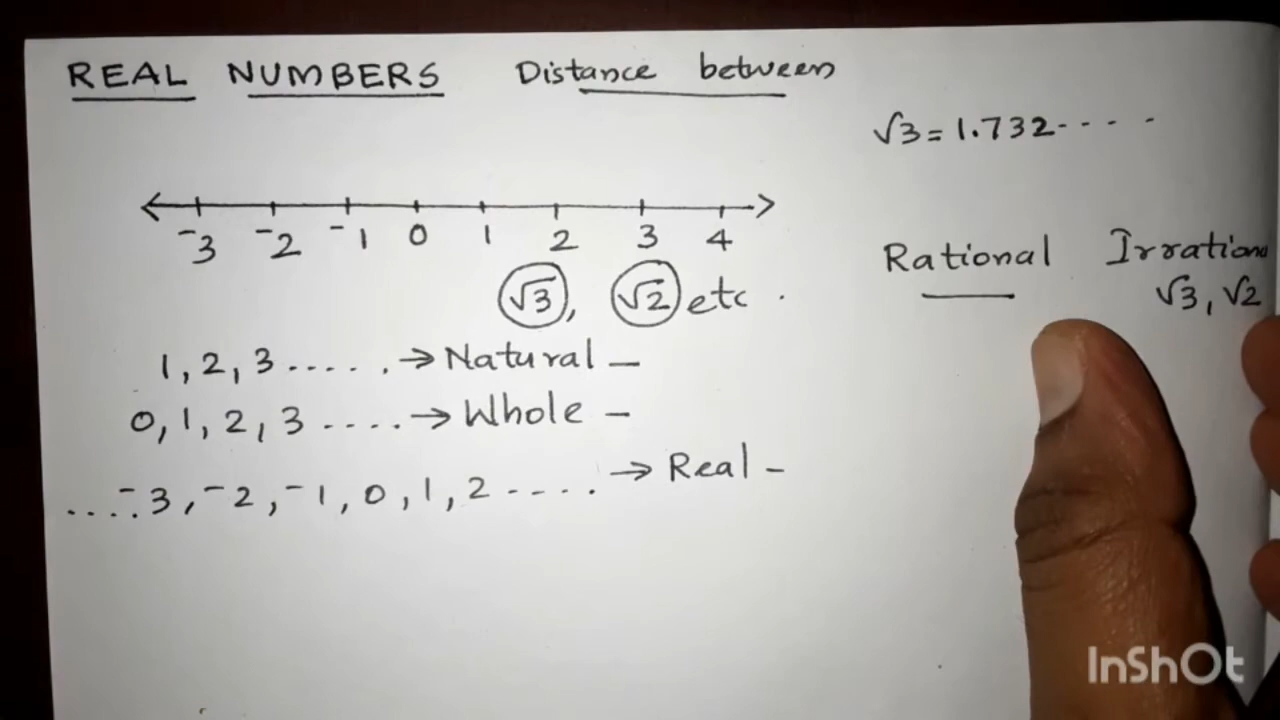 REAL NUMBERS Distance between
√3 = 1.732- - - -
-3 -2 -1 0 1 2 3 4
Rational Irrationa
√3, √2 etc .
√3, √2
1, 2, 3 ..... . → Natural –
0, 1, 2, 3 .... . → Whole –
.....-3, -2, -1, 0, 1, 2 - - - . . → Real –
InShOt